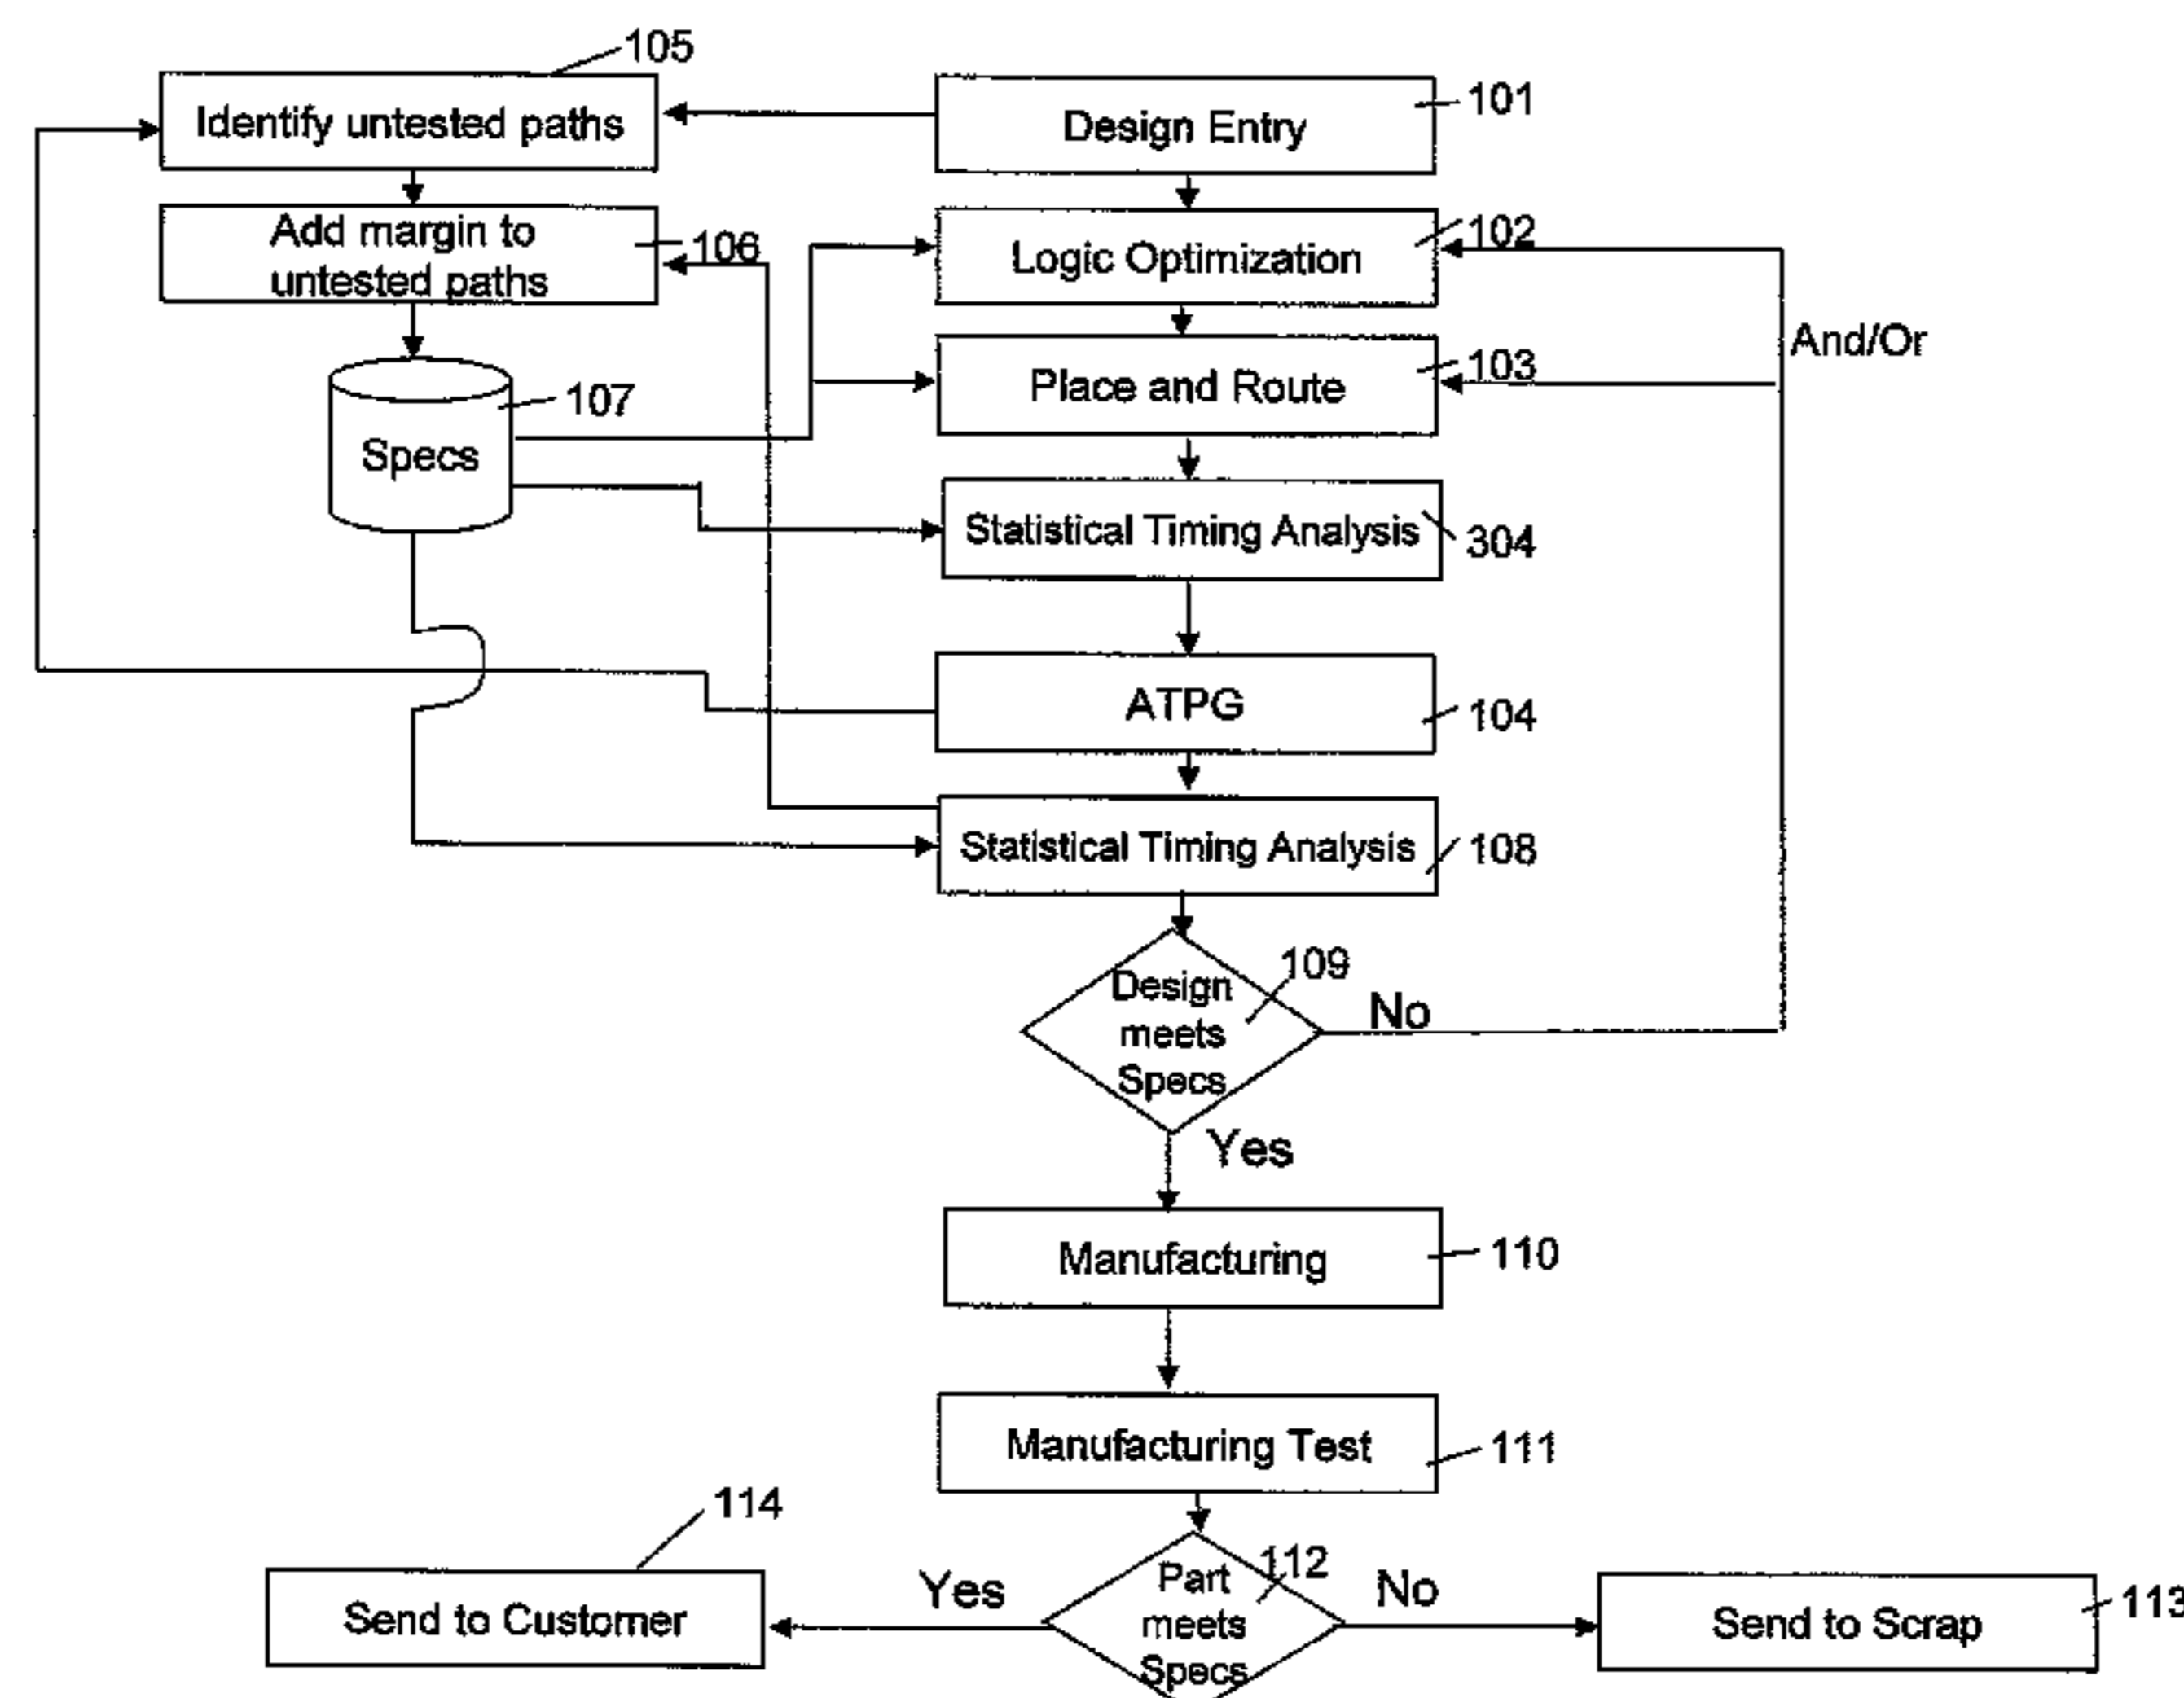 105
Identify untested paths
Design Entry
101
Add margin to
untested paths
106
Logic Optimization
102
And/Or
Place and Route
103
107
Specs
Statistical Timing Analysis
304
ATPG
104
Statistical Timing Analysis
108
109
Design
meets
Specs
No
Yes
Manufacturing
110
Manufacturing Test
111
114
Send to Customer
Yes
Part
meets
Specs
112
No
Send to Scrap
113